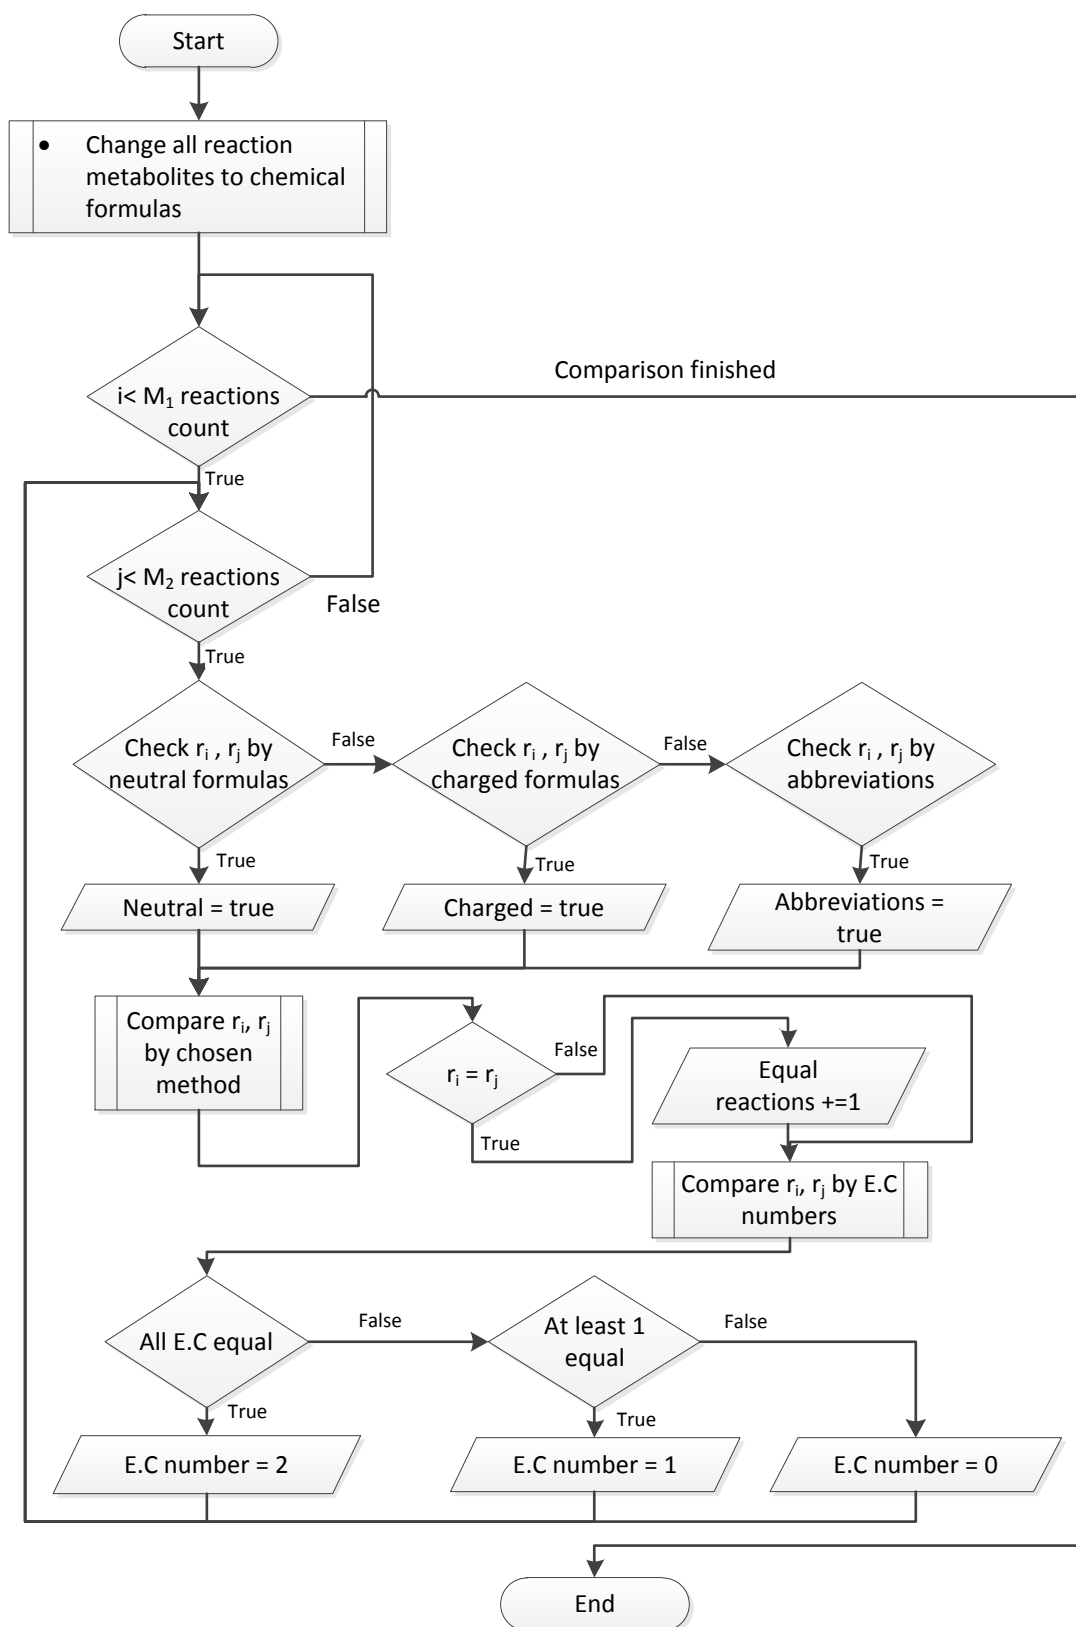 Start
• Change all reaction
metabolites to chemical
formulas
Comparison finished
i< M₁ reactions
count
True
j< M₂ reactions
count
False
True
Check rᵢ , rⱼ by
neutral formulas
False
Check rᵢ , rⱼ by
charged formulas
False
Check rᵢ , rⱼ by
abbreviations
True
True
True
Neutral = true
Charged = true
Abbreviations =
true
Compare rᵢ, rⱼ
by chosen
method
rᵢ = rⱼ
False
True
Equal
reactions +=1
Compare rᵢ, rⱼ by E.C
numbers
All E.C equal
False
At least 1
equal
False
True
True
E.C number = 2
E.C number = 1
E.C number = 0
End